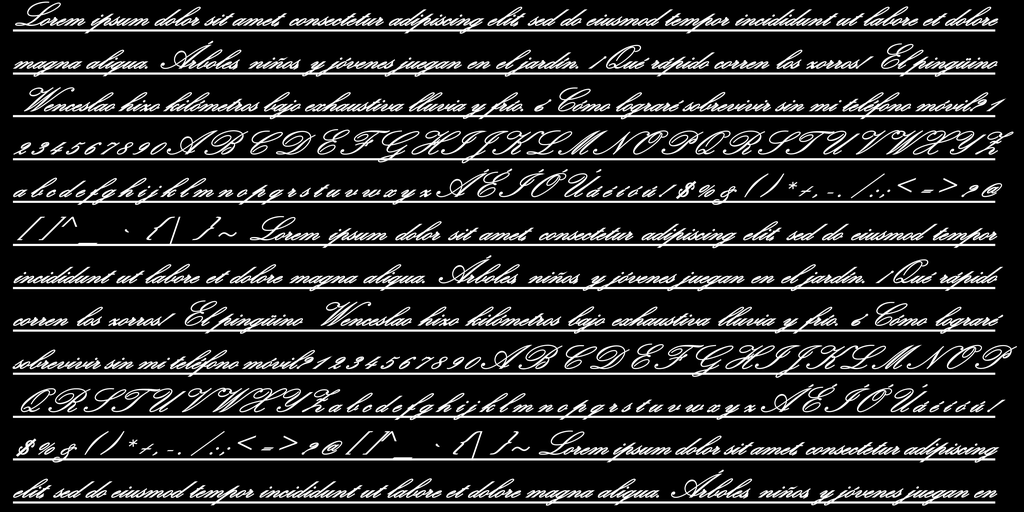 Lorem ipsum dolor sit amet, consectetur adipiscing elit, sed do eiusmod tempor incididunt ut labore et dolore
magna aliqua. Árboles niños y jóvenes juegan en el jardín. ¡Qué rápido corren los zorros! El pingüino
Wenceslao hizo kilómetros bajo exhaustiva lluvia y frío. ¿Cómo lograré sobrevivir sin mi teléfono móvil? 1
2 3 4 5 6 7 8 9 0 A B C D E F G H I J K L M N O P Q R S T U V W X Y Z
a b c d e f g h i j k l m n o p q r s t u v w x y z Á É Í Ó Ú á é í ó ú ! $ % & ( ) * + , - . / : ; < = > ? @
[ ] ^ _ ` { | } ~ Lorem ipsum dolor sit amet, consectetur adipiscing elit, sed do eiusmod tempor
incididunt ut labore et dolore magna aliqua. Árboles niños y jóvenes juegan en el jardín. ¡Qué rápido
corren los zorros! El pingüino Wenceslao hizo kilómetros bajo exhaustiva lluvia y frío. ¿Cómo lograré
sobrevivir sin mi teléfono móvil? 1 2 3 4 5 6 7 8 9 0 A B C D E F G H I J K L M N O P
Q R S T U V W X Y Z a b c d e f g h i j k l m n o p q r s t u v w x y z Á É Í Ó Ú á é í ó ú !
$ % & ( ) * + , - . / : ; < = > ? @ [ ] ^ _ ` { | } ~ Lorem ipsum dolor sit amet, consectetur adipiscing
elit, sed do eiusmod tempor incididunt ut labore et dolore magna aliqua. Árboles niños y jóvenes juegan en